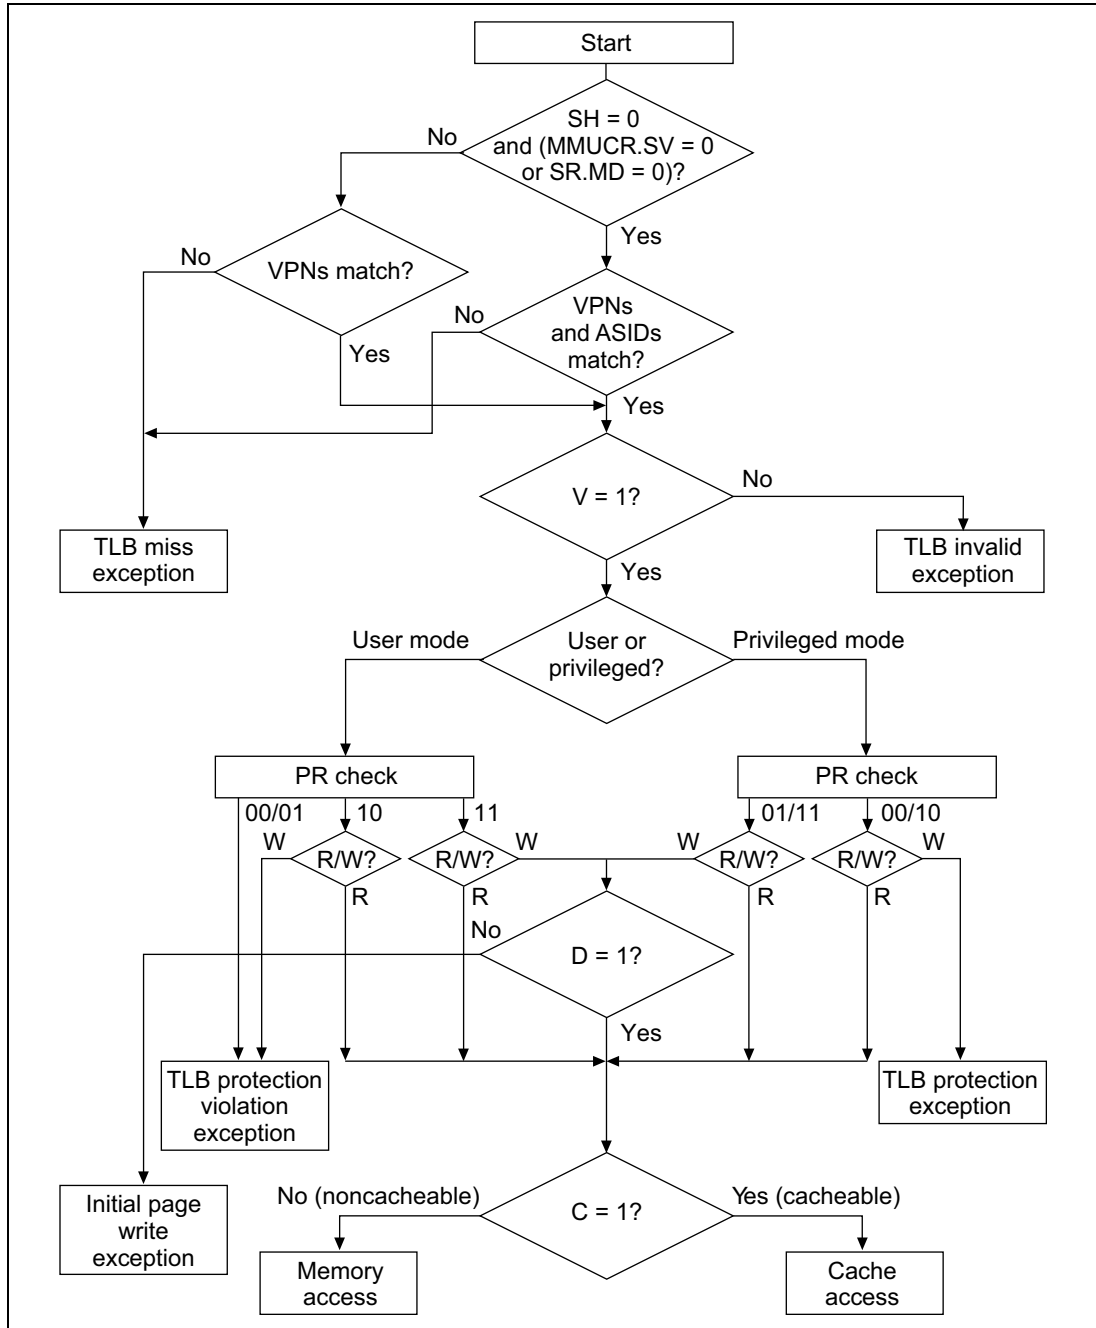 Start
SH = 0
and (MMUCR.SV = 0
or SR.MD = 0)?
No
Yes
VPNs match?
No
Yes
VPNs
and ASIDs
match?
No
Yes
V = 1?
No
Yes
TLB miss
exception
TLB invalid
exception
User mode
User or
privileged?
Privileged mode
PR check
PR check
00/01
10
11
01/11
00/10
W
R/W?
R
R/W?
W
R
W
R/W?
R
R/W?
W
R
No
D = 1?
Yes
TLB protection
violation
exception
TLB protection
exception
Initial page
write
exception
No (noncacheable)
C = 1?
Yes (cacheable)
Memory
access
Cache
access